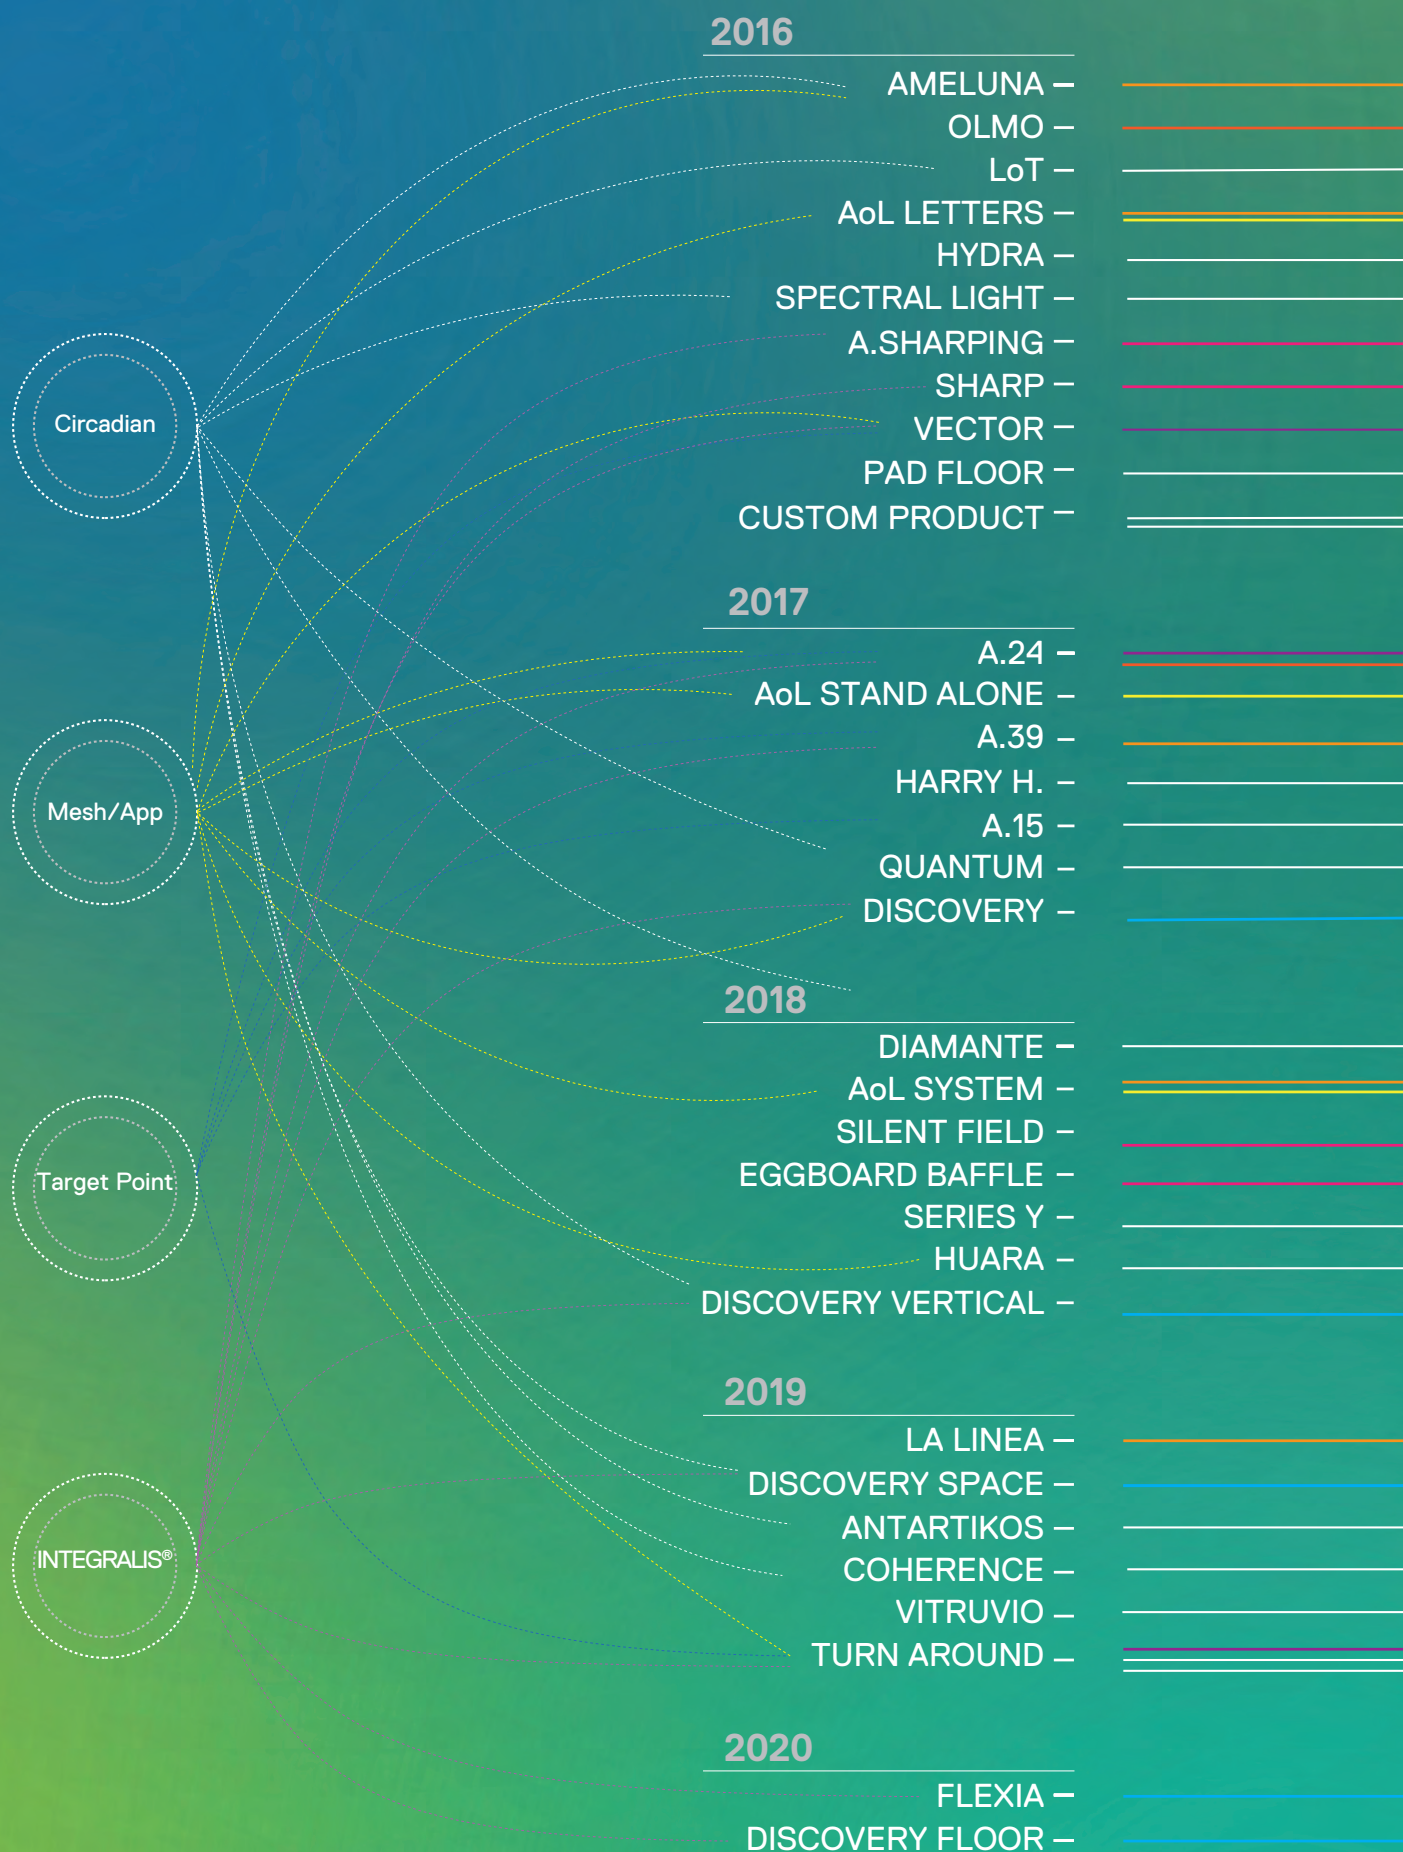 Circadian
Mesh/App
Target Point
INTEGRALIS®
2016
AMELUNA
OLMO
LoT
AoL LETTERS
HYDRA
SPECTRAL LIGHT
A.SHARPING
SHARP
VECTOR
PAD FLOOR
CUSTOM PRODUCT
2017
A.24
AoL STAND ALONE
A.39
HARRY H.
A.15
QUANTUM
DISCOVERY
2018
DIAMANTE
AoL SYSTEM
SILENT FIELD
EGGBOARD BAFFLE
SERIES Y
HUARA
DISCOVERY VERTICAL
2019
LA LINEA
DISCOVERY SPACE
ANTARTIKOS
COHERENCE
VITRUVIO
TURN AROUND
2020
FLEXIA
DISCOVERY FLOOR